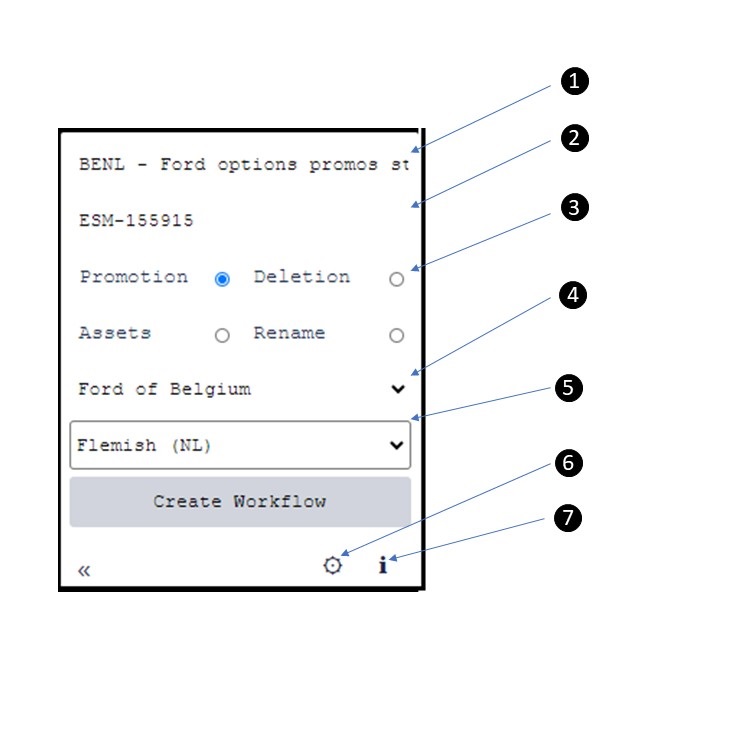 1
2
BENL - Ford options promos st
3
ESM-155915
Promotion Deletion
4
Assets Rename
Ford of Belgium
5
Flemish (NL)
6
Create Workflow
7
« i